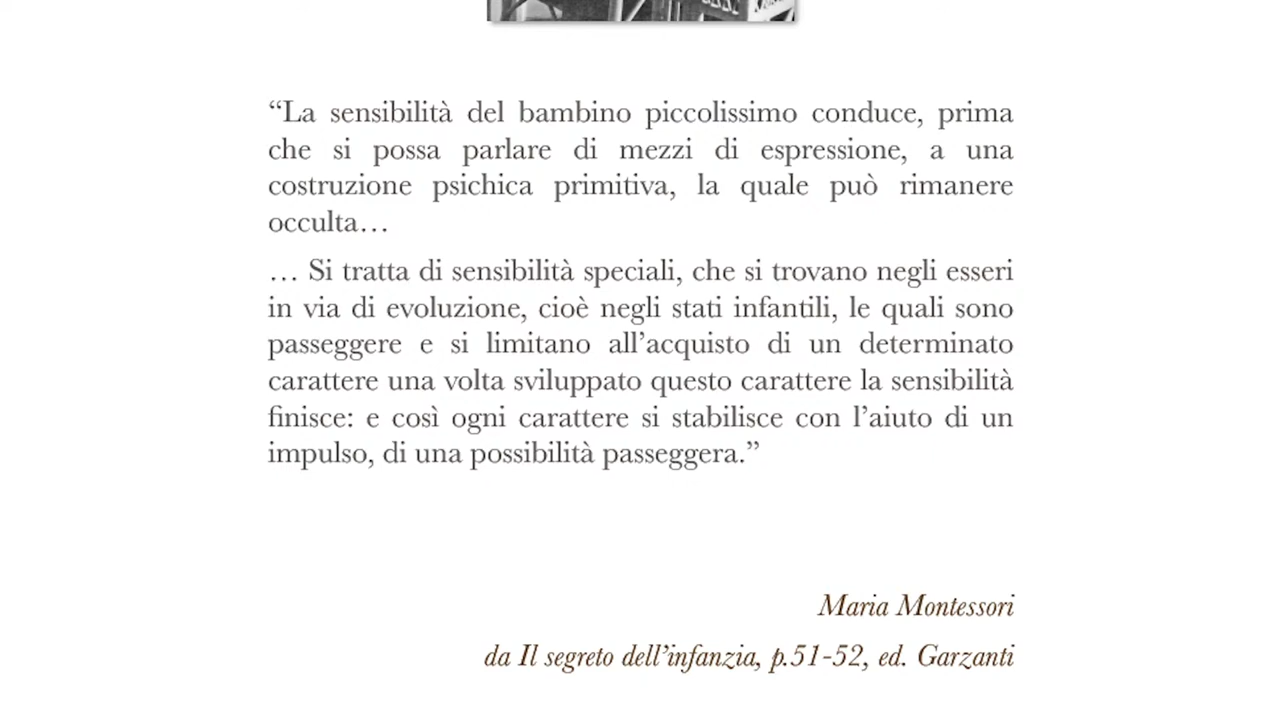 “La sensibilità del bambino piccolissimo conduce, prima
che si possa parlare di mezzi di espressione, a una
costruzione psichica primitiva, la quale può rimanere
occulta…
… Si tratta di sensibilità speciali, che si trovano negli esseri
in via di evoluzione, cioè negli stati infantili, le quali sono
passeggere e si limitano all’acquisto di un determinato
carattere una volta sviluppato questo carattere la sensibilità
finisce: e così ogni carattere si stabilisce con l’aiuto di un
impulso, di una possibilità passeggera.”
Maria Montessori
da Il segreto dell’infanzia, p.51-52, ed. Garzanti